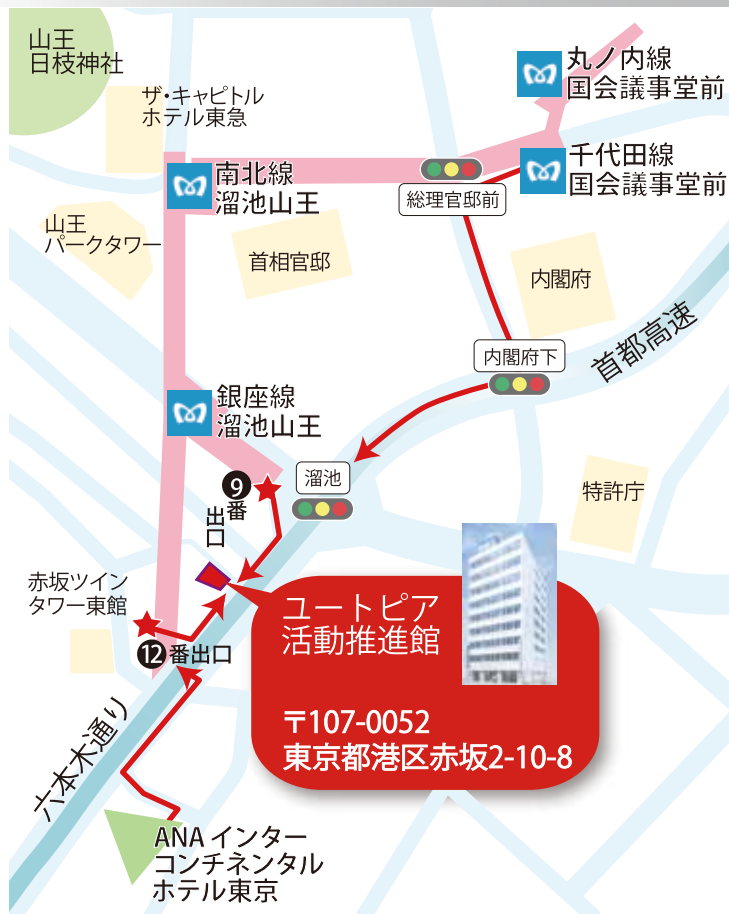 山王
日枝神社
ザ・キャピトル
ホテル東急
丸ノ内線
国会議事堂前
千代田線
国会議事堂前
南北線
溜池山王
総理官邸前
山王
パークタワー
首相官邸
内閣府
首都高速
内閣府下
銀座線
溜池山王
溜池
9番
出口
特許庁
赤坂ツイン
タワー東館
12番出口
ユートピア
活動推進館
〒107-0052
東京都港区赤坂2-10-8
六本木通り
ANAインター
コンチネンタル
ホテル東京